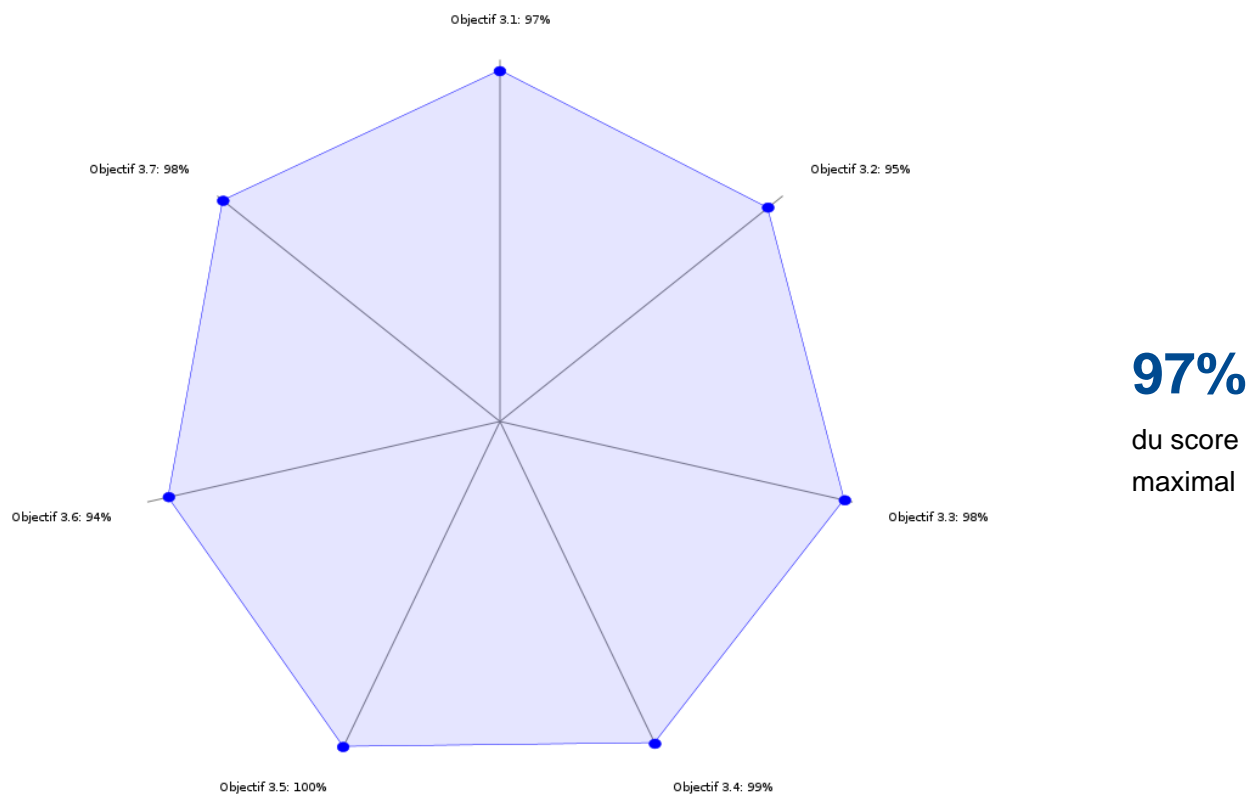 Objectif 3.1: 97%
Objectif 3.7: 98%
Objectif 3.2: 95%
97%
du score
maximal
Objectif 3.6: 94%
Objectif 3.3: 98%
Objectif 3.5: 100%
Objectif 3.4: 99%